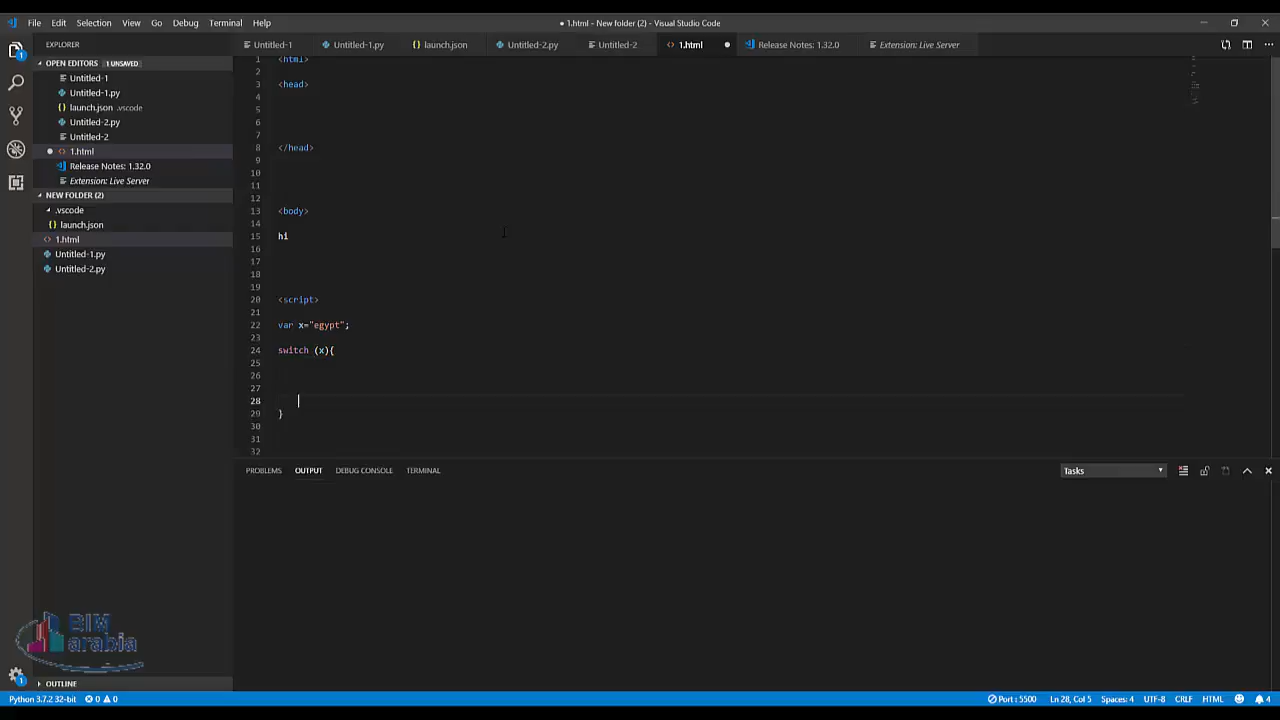 File Edit Selection View Go Debug Terminal Help
● 1.html - New folder (2) - Visual Studio Code
EXPLORER
Untitled-1 Untitled-1.py launch.json Untitled-2.py Untitled-2 1.html Release Notes: 1.32.0 Extension: Live Server
OPEN EDITORS 1 UNSAVED
Untitled-1
Untitled-1.py
launch.json .vscode
Untitled-2.py
Untitled-2
1.html
Release Notes: 1.32.0
Extension: Live Server
NEW FOLDER (2)
.vscode
launch.json
1.html
Untitled-1.py
Untitled-2.py
1 <html>
2
3 <head>
4
5
6
7
8 </head>
9
10
11
12
13 <body>
14
15 hi
16
17
18
19
20 <script>
21
22 var x="egypt";
23
24 switch (x){
25
26
27
28
29 }
30
31
32
PROBLEMS OUTPUT DEBUG CONSOLE TERMINAL Tasks
BIM
arabia
OUTLINE
Python 3.7.2 32-bit 0 0 Port : 5500 Ln 28, Col 5 Spaces: 4 UTF-8 CRLF HTML 4